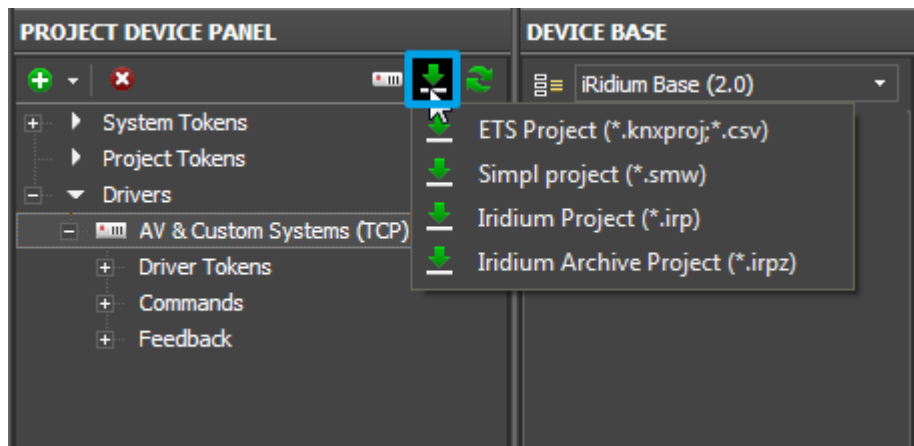 PROJECT DEVICE PANEL
DEVICE BASE
iRidium Base (2.0)
System Tokens
Project Tokens
Drivers
AV & Custom Systems (TCP)
Driver Tokens
Commands
Feedback
ETS Project (*.knxproj;*.csv)
Simpl project (*.smw)
Iridium Project (*.irp)
Iridium Archive Project (*.irpz)